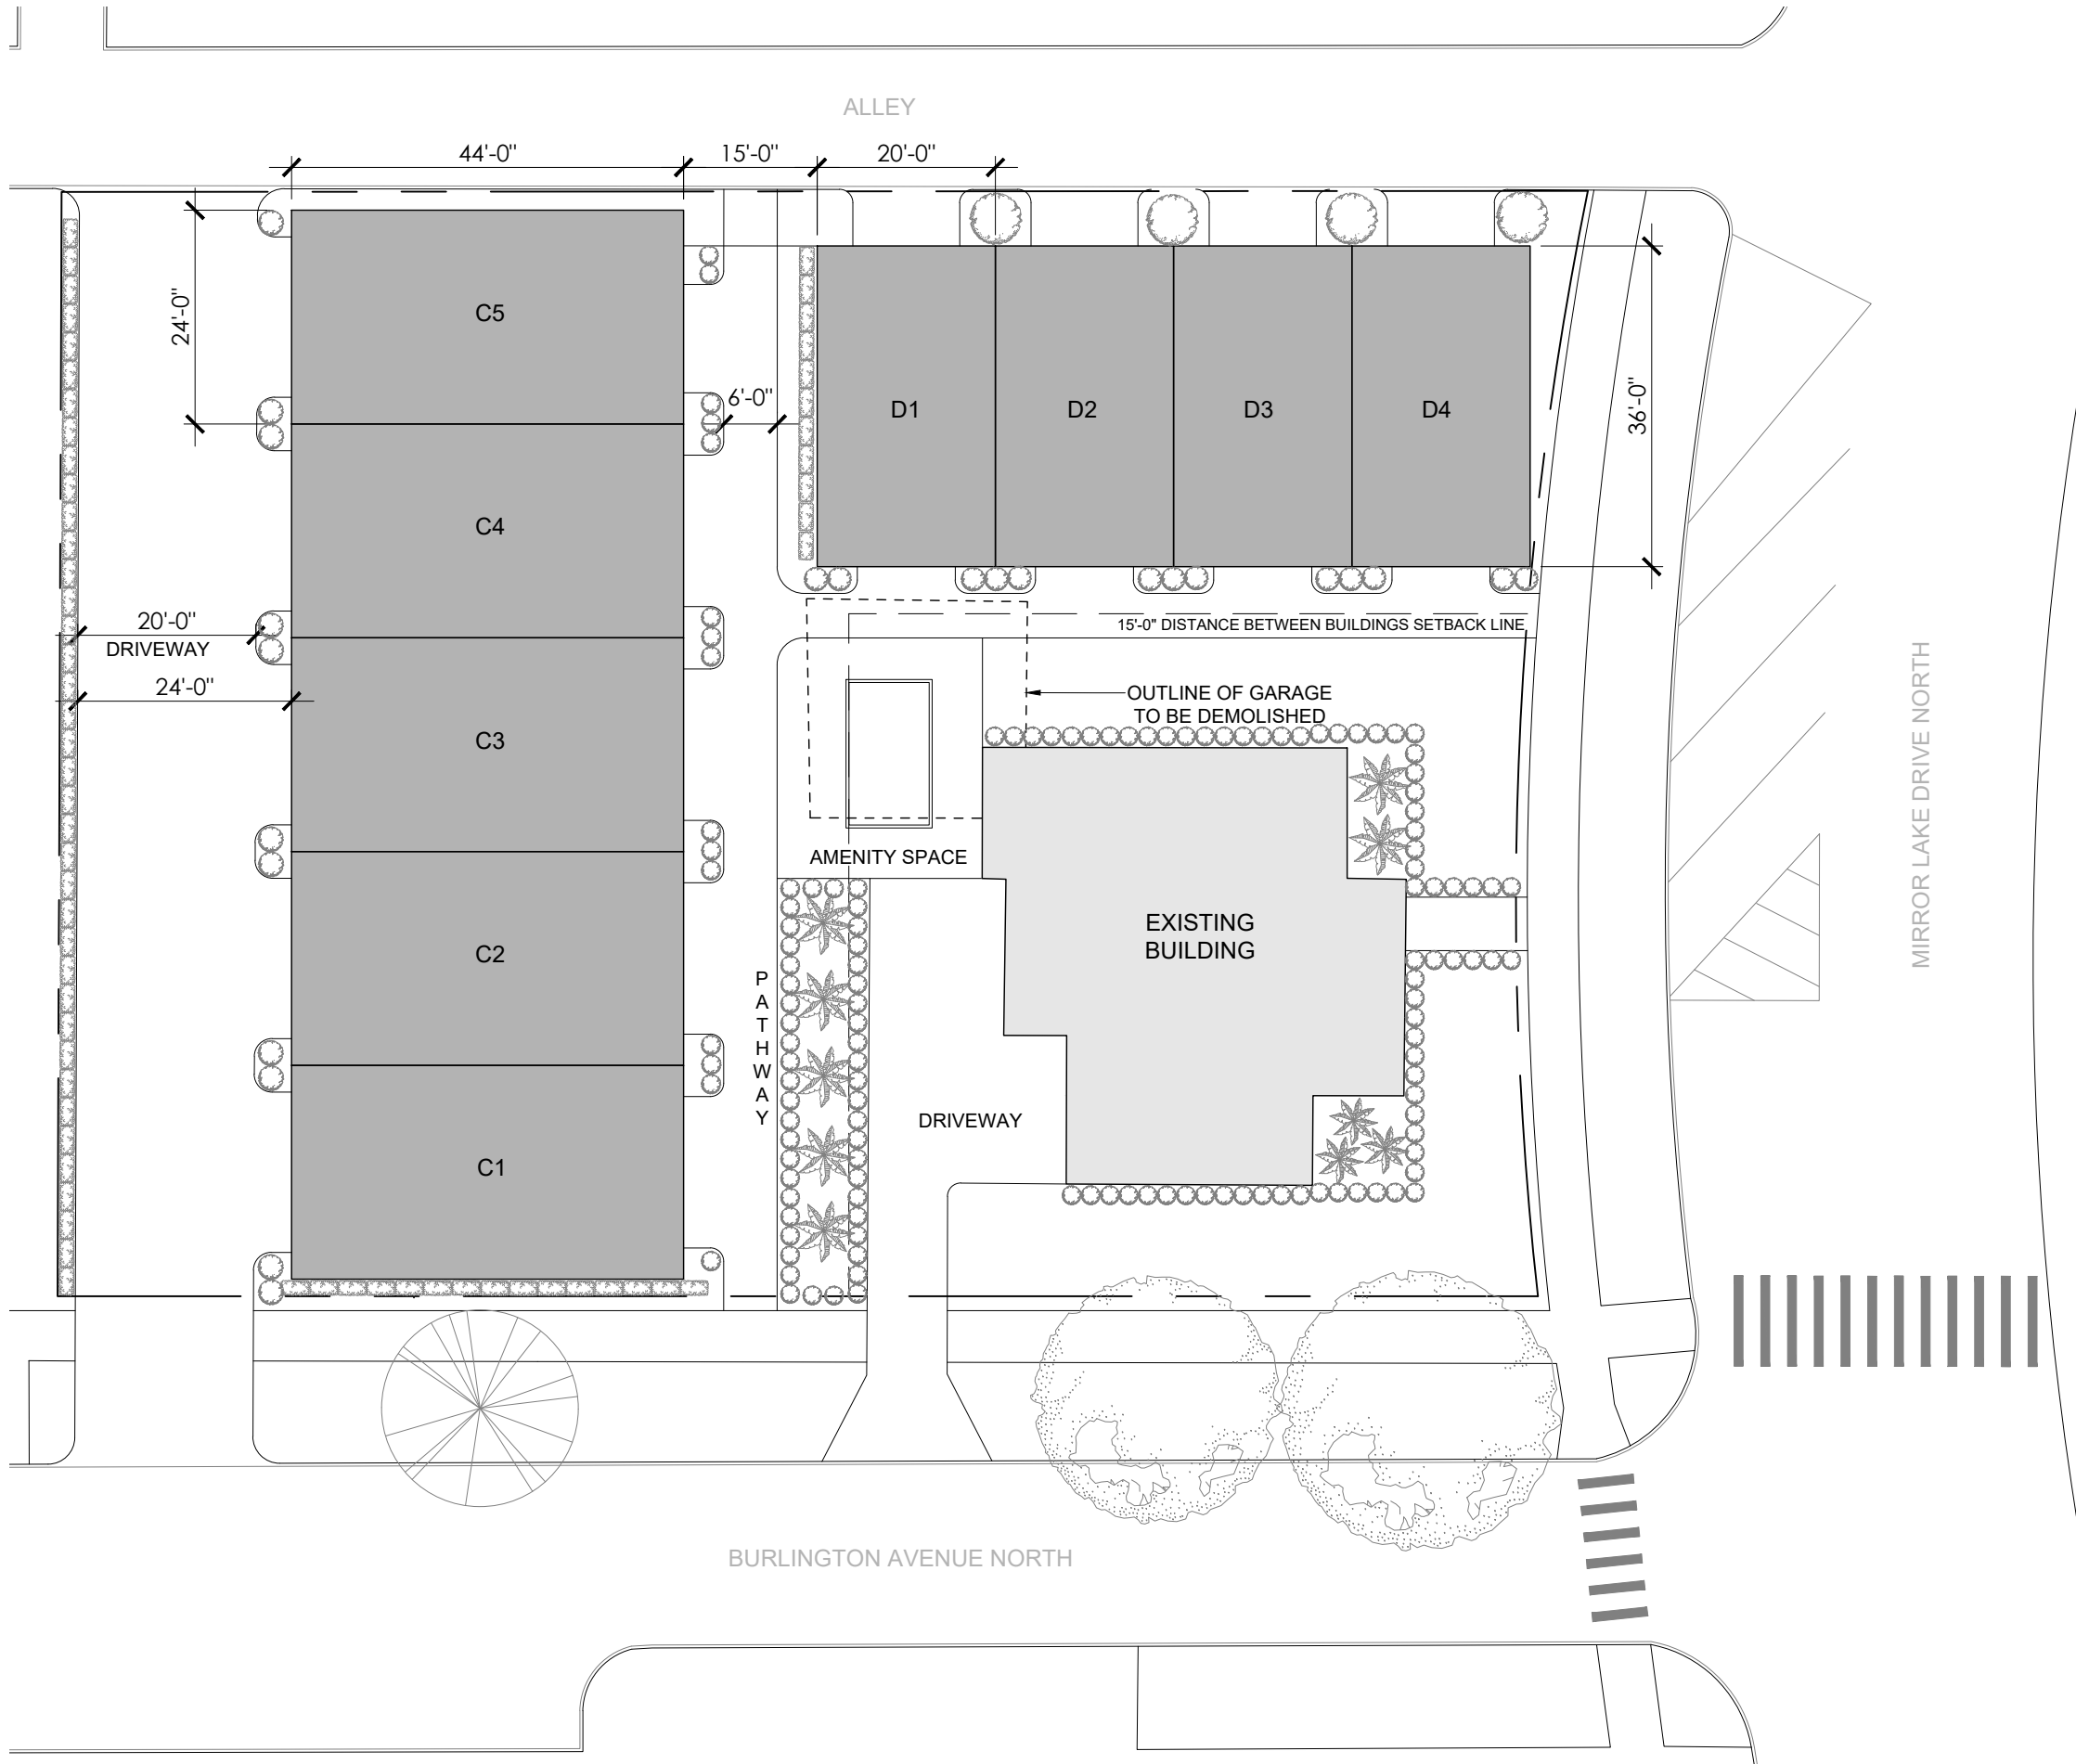 ALLEY
44'-0"
15'-0"
20'-0"
24'-0"
C5
6'-0"
D1
D2
D3
D4
36'-0"
C4
20'-0"
DRIVEWAY
24'-0"
15'-0" DISTANCE BETWEEN BUILDINGS SETBACK LINE
OUTLINE OF GARAGE
TO BE DEMOLISHED
C3
AMENITY SPACE
MIRROR LAKE DRIVE NORTH
EXISTING
BUILDING
C2
PATHWAY
DRIVEWAY
C1
BURLINGTON AVENUE NORTH